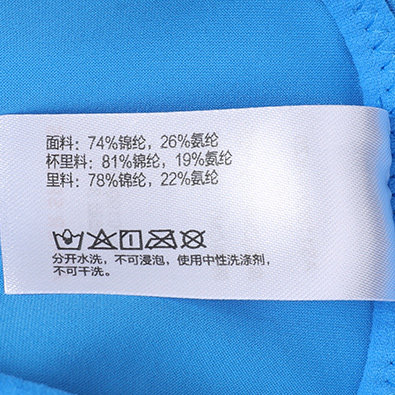 面料: 74%锦纶, 26%氨纶
杯里料: 81%锦纶, 19%氨纶
里料: 78%锦纶, 22%氨纶
分开水洗, 不可浸泡, 使用中性洗涤剂,
不可干洗。